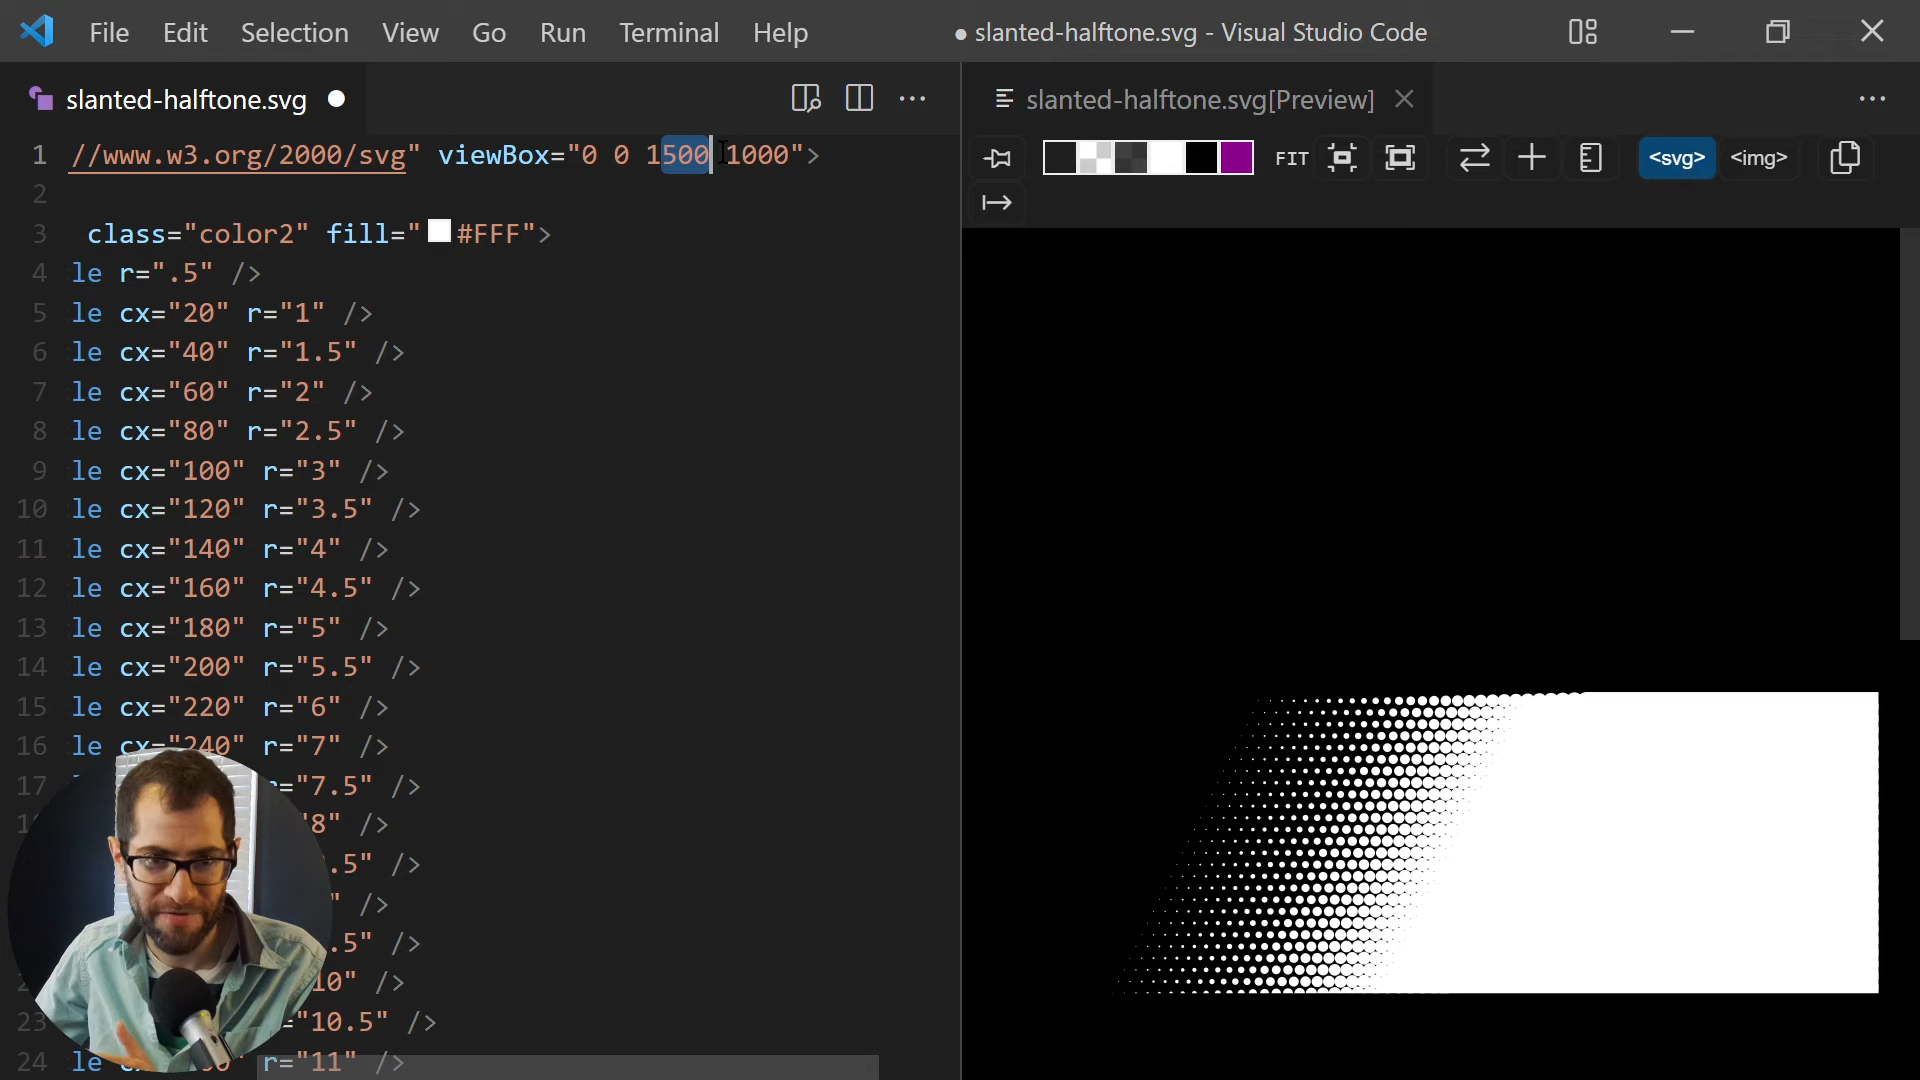 File Edit Selection View Go Run Terminal Help
● slanted-halftone.svg - Visual Studio Code
slanted-halftone.svg
slanted-halftone.svg[Preview]
FIT <svg> <img>
1 //www.w3.org/2000/svg" viewBox="0 0 1500 1000">
2
3 class="color2" fill="#FFF">
4 le r=".5" />
5 le cx="20" r="1" />
6 le cx="40" r="1.5" />
7 le cx="60" r="2" />
8 le cx="80" r="2.5" />
9 le cx="100" r="3" />
10 le cx="120" r="3.5" />
11 le cx="140" r="4" />
12 le cx="160" r="4.5" />
13 le cx="180" r="5" />
14 le cx="200" r="5.5" />
15 le cx="220" r="6" />
16 le cx="240" r="7" />
17 ="7.5" />
8" />
.5" />
" />
.5" />
10" />
23 ="10.5" />
24 le r="11" />